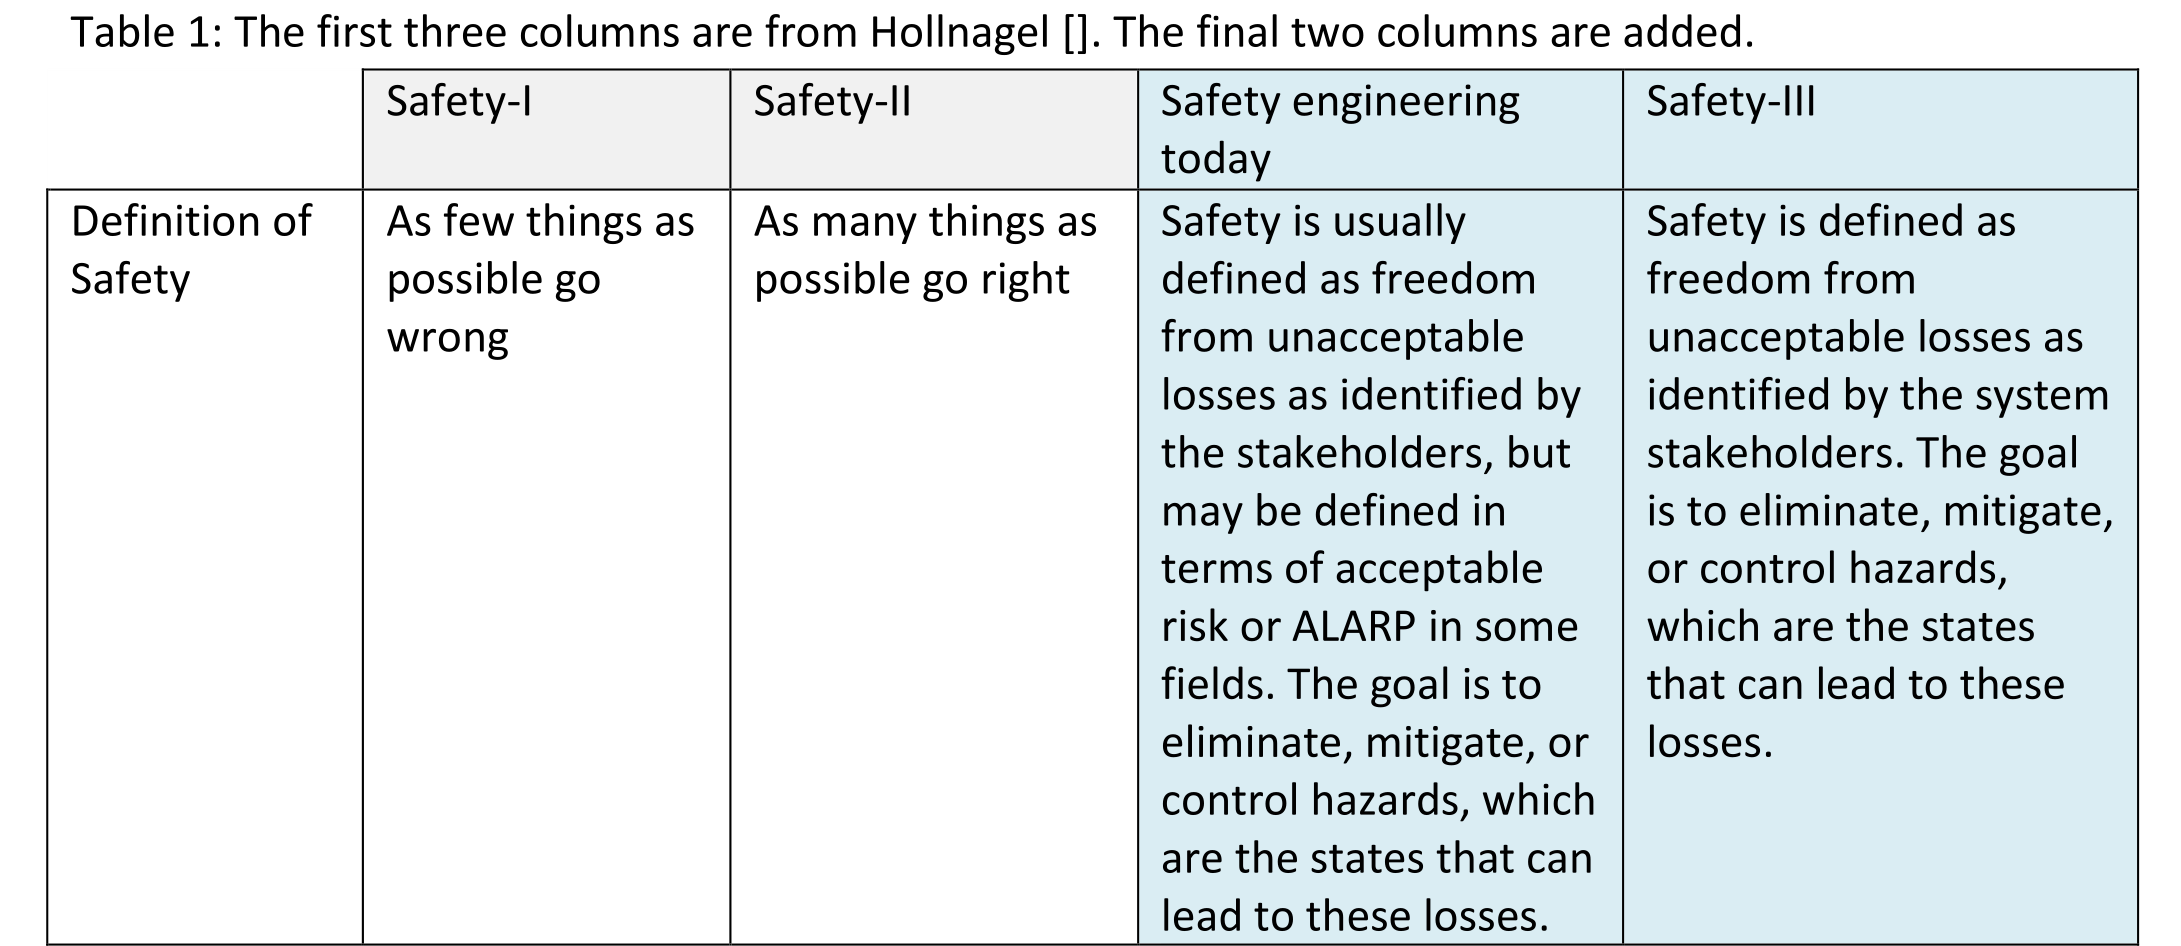 Table 1: The first three columns are from Hollnagel []. The final two columns are added.
Safety-I
Safety-II
Safety engineering
today
Safety-III
Definition of
Safety
As few things as
possible go
wrong
As many things as
possible go right
Safety is usually
defined as freedom
from unacceptable
losses as identified by
the stakeholders, but
may be defined in
terms of acceptable
risk or ALARP in some
fields. The goal is to
eliminate, mitigate, or
control hazards, which
are the states that can
lead to these losses.
Safety is defined as
freedom from
unacceptable losses as
identified by the system
stakeholders. The goal
is to eliminate, mitigate,
or control hazards,
which are the states
that can lead to these
losses.